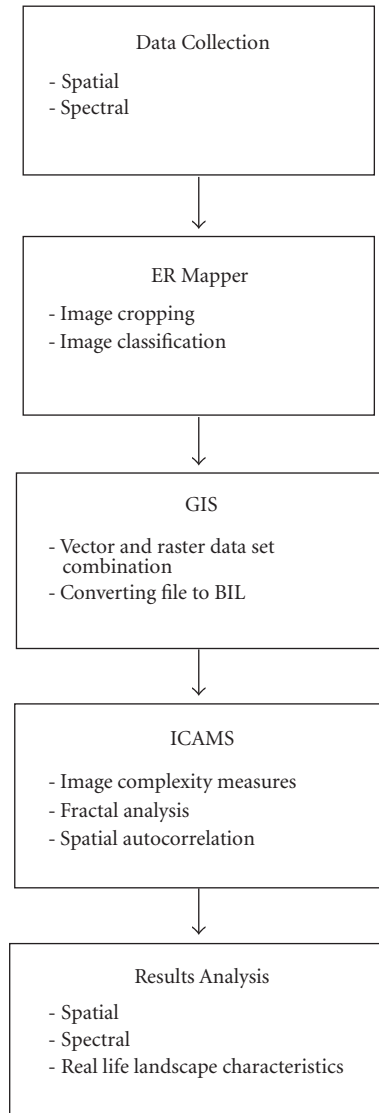 Data Collection
- Spatial
- Spectral
ER Mapper
- Image cropping
- Image classification
GIS
- Vector and raster data set
combination
- Converting file to BIL
ICAMS
- Image complexity measures
- Fractal analysis
- Spatial autocorrelation
Results Analysis
- Spatial
- Spectral
- Real life landscape characteristics